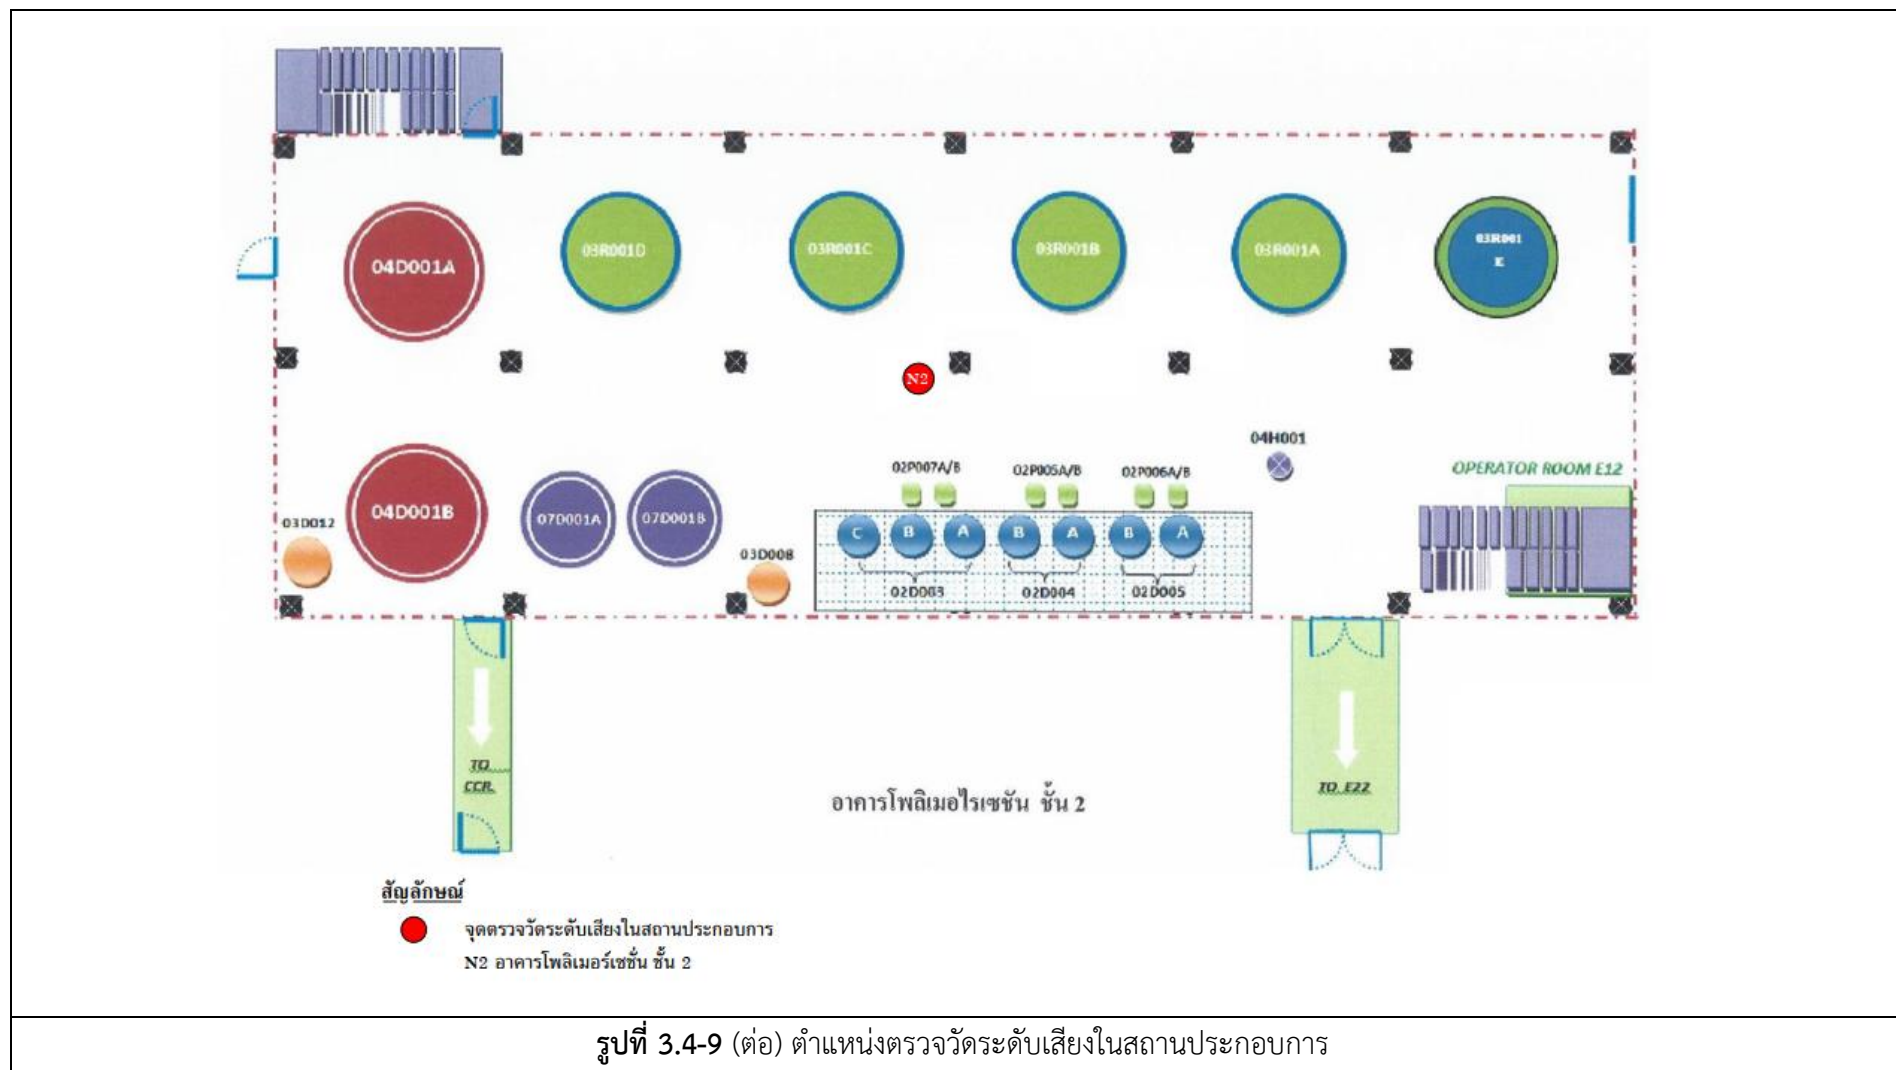 04D001A
03R001D
03R001C
03R001B
03R001A
03R001
E
N2
04H001
OPERATOR ROOM E12
02P007A/B
02P005A/B
02P006A/B
03D012
04D001B
07D001A
07D001B
03D008
C
B
A
B
A
B
A
02D003
02D004
02D005
TO
CCR
TO E22
อาคารโพลิเมอไรเซชัน ชั้น 2
สัญลักษณ์
จุดตรวจวัดระดับเสียงในสถานประกอบการ
N2 อาคารโพลิเมอร์เซชั่น ชั้น 2
รูปที่ 3.4-9 (ต่อ) ตำแหน่งตรวจวัดระดับเสียงในสถานประกอบการ